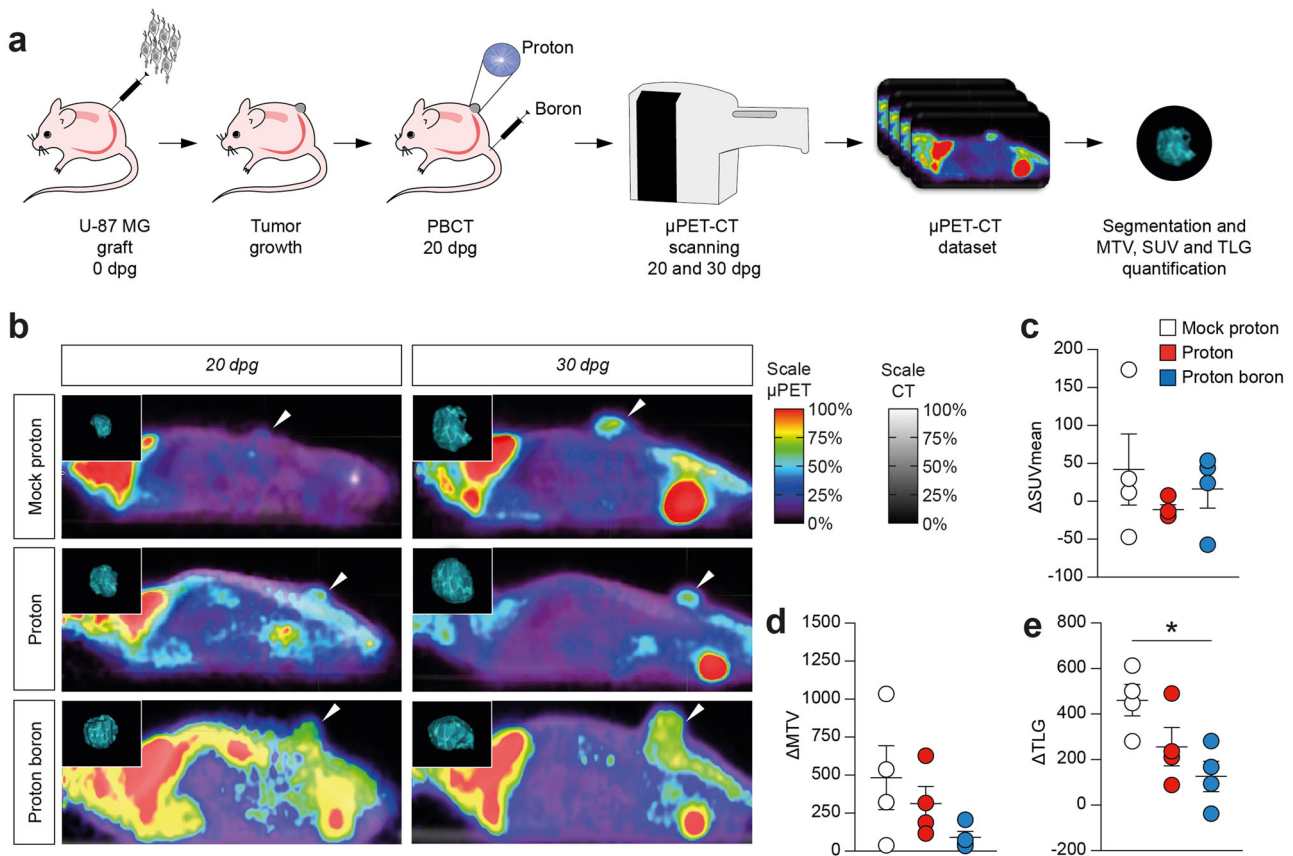 a
Proton
Boron
U-87 MG
graft
0 dpg
Tumor
growth
PBCT
20 dpg
µPET-CT
scanning
20 and 30 dpg
µPET-CT
dataset
Segmentation and
MTV, SUV and TLG
quantification
b
20 dpg
30 dpg
Mock proton
Proton
Proton boron
Scale
µPET
100%
75%
50%
25%
0%
Scale
CT
100%
75%
50%
25%
0%
c
Mock proton
Proton
Proton boron
ΔSUVmean
200
150
100
50
0
-50
-100
d
ΔMTV
1500
1250
1000
750
500
250
0
e
ΔTLG
800
600
400
200
0
-200
*